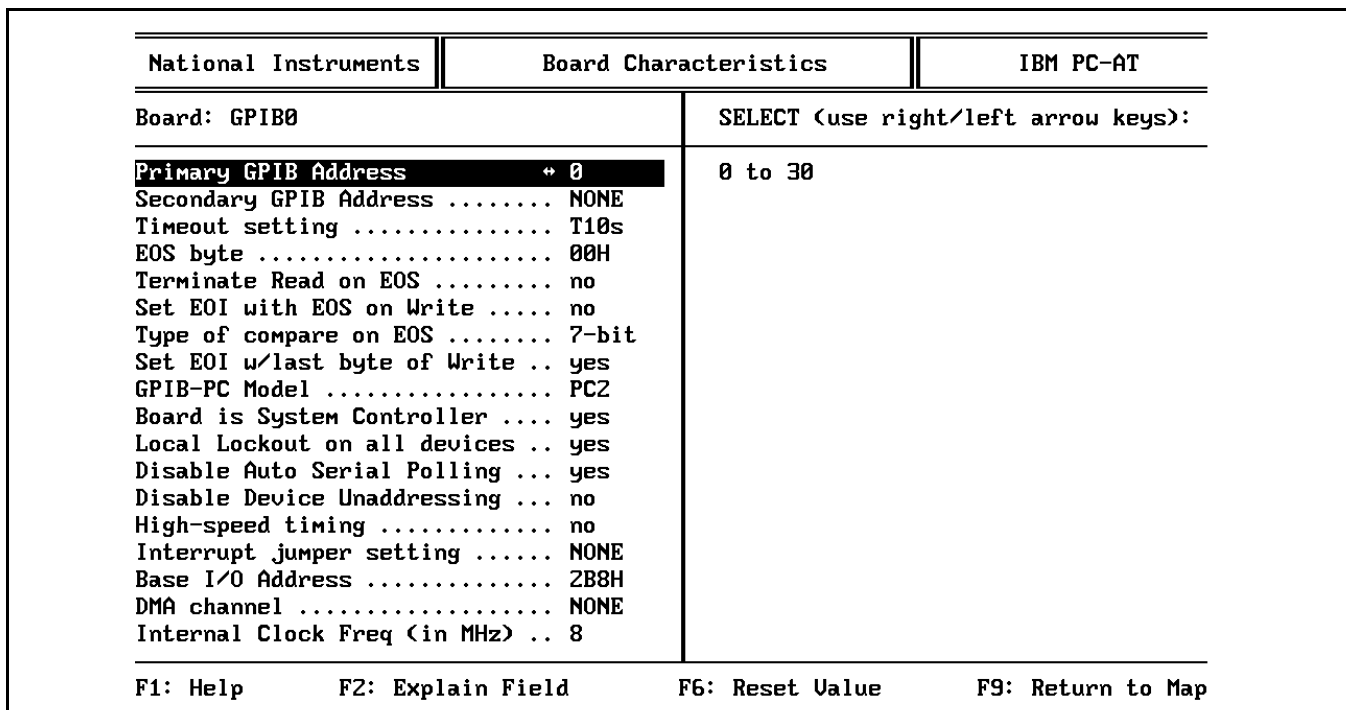 National Instruments Board Characteristics IBM PC-AT
Board: GPIB0 SELECT (use right/left arrow keys):
Primary GPIB Address ↔ 0 0 to 30
Secondary GPIB Address ........ NONE
Timeout setting ............... T10s
EOS byte ...................... 00H
Terminate Read on EOS ......... no
Set EOI with EOS on Write ..... no
Type of compare on EOS ........ 7-bit
Set EOI w/last byte of Write .. yes
GPIB-PC Model ................. PC2
Board is System Controller .... yes
Local Lockout on all devices .. yes
Disable Auto Serial Polling ... yes
Disable Device Unaddressing ... no
High-speed timing ............. no
Interrupt jumper setting ...... NONE
Base I/O Address .............. 2B8H
DMA channel ................... NONE
Internal Clock Freq (in MHz) .. 8
F1: Help F2: Explain Field F6: Reset Value F9: Return to Map